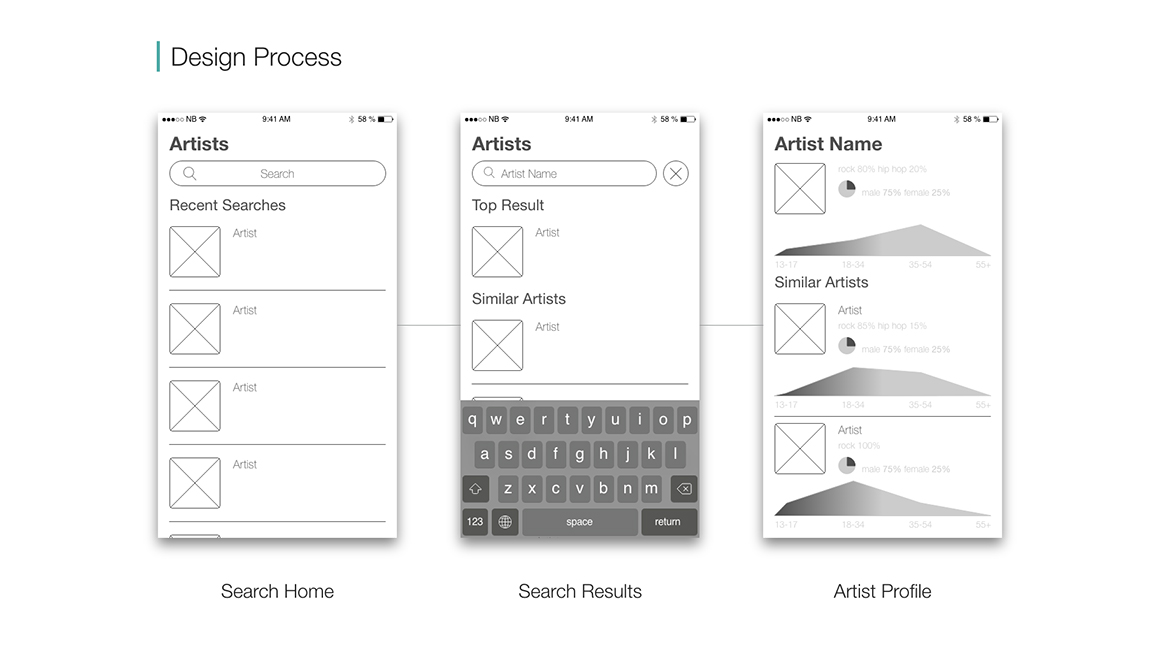 Design Process
NB 9:41 AM 58 %
Artists
Search
Recent Searches
Artist
Artist
Artist
Artist
Search Home
NB 9:41 AM 58 %
Artists
Artist Name
Top Result
Artist
Similar Artists
Artist
q w e r t y u i o p
a s d f g h j k l
z x c v b n m
123 space return
Search Results
NB 9:41 AM 58 %
Artist Name
rock 80% hip hop 20%
male 75% female 25%
13-17 18-34 35-54 55+
Similar Artists
Artist
rock 85% hip hop 15%
male 75% female 25%
13-17 18-34 35-54 55+
Artist
rock 100%
male 75% female 25%
13-17 18-34 35-54 55+
Artist Profile